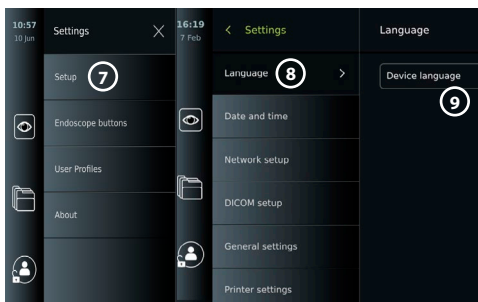 10:57
10 Jun
Settings
Setup
7
Endoscope buttons
User Profiles
About
16:19
7 Feb
Settings
Language
8
Date and time
Network setup
DICOM setup
General settings
Printer settings
Language
Device language
9